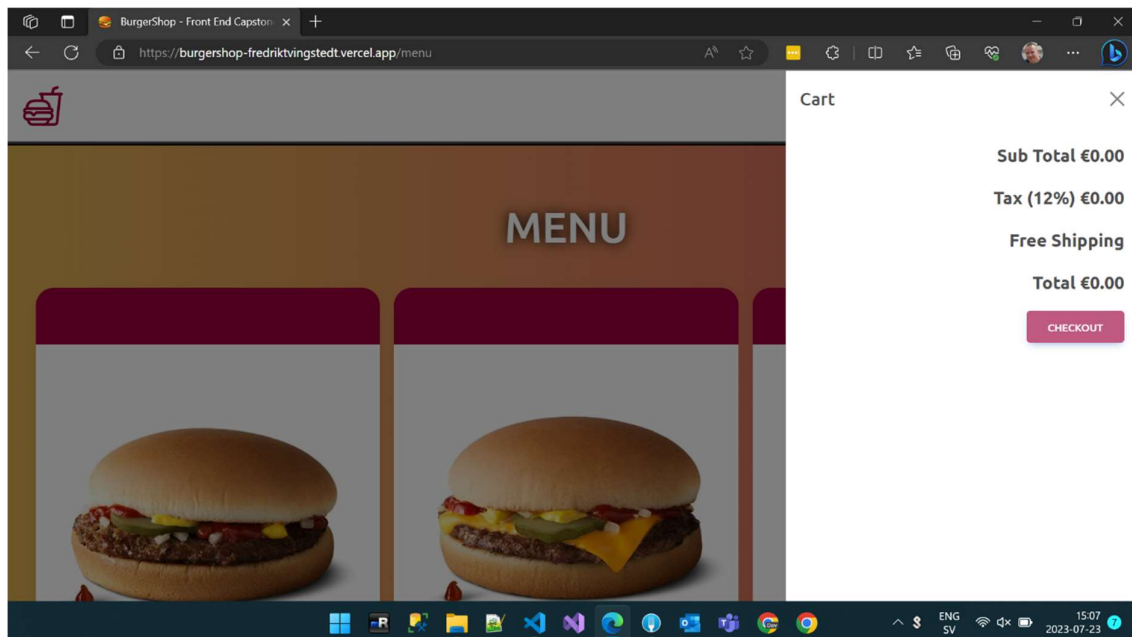 BurgerShop - Front End Capston
https://burgershop-fredriktvingstedt.vercel.app/menu
Cart
Sub Total €0.00
Tax (12%) €0.00
Free Shipping
Total €0.00
CHECKOUT
MENU
ENG
SV
15:07
2023-07-23
7